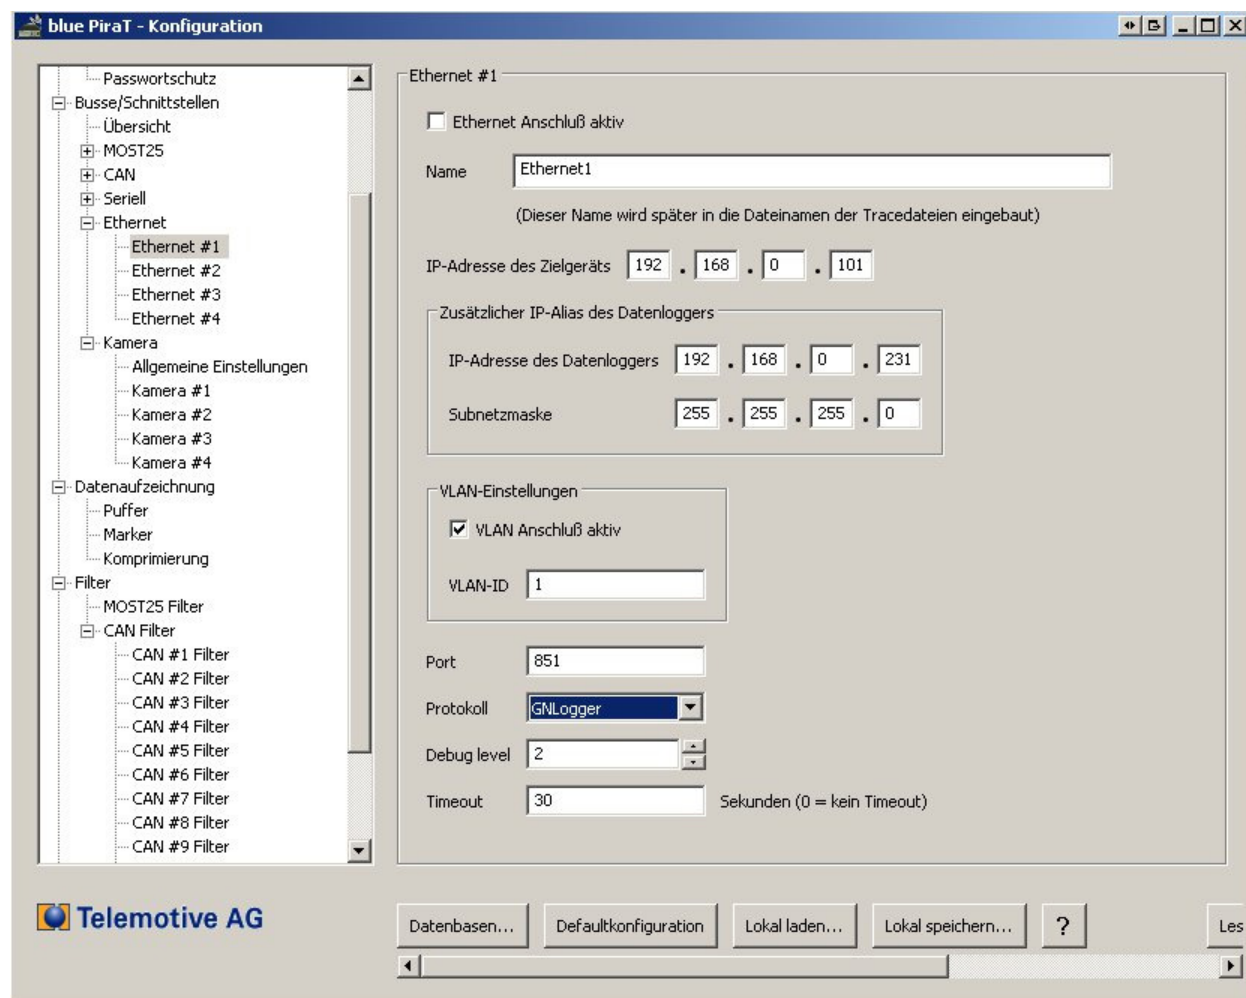 blue PiraT - Konfiguration
Passwortschutz
Busse/Schnittstellen
Übersicht
MOST25
CAN
Seriell
Ethernet
Ethernet #1
Ethernet #2
Ethernet #3
Ethernet #4
Kamera
Allgemeine Einstellungen
Kamera #1
Kamera #2
Kamera #3
Kamera #4
Datenaufzeichnung
Puffer
Marker
Komprimierung
Filter
MOST25 Filter
CAN Filter
CAN #1 Filter
CAN #2 Filter
CAN #3 Filter
CAN #4 Filter
CAN #5 Filter
CAN #6 Filter
CAN #7 Filter
CAN #8 Filter
CAN #9 Filter
Ethernet #1
Ethernet Anschluß aktiv
Name Ethernet1
(Dieser Name wird später in die Dateinamen der Tracedateien eingebaut)
IP-Adresse des Zielgeräts 192 . 168 . 0 . 101
Zusätzlicher IP-Alias des Datenloggers
IP-Adresse des Datenloggers 192 . 168 . 0 . 231
Subnetzmaske 255 . 255 . 255 . 0
VLAN-Einstellungen
VLAN Anschluß aktiv
VLAN-ID 1
Port 851
Protokoll GNLogger
Debug level 2
Timeout 30 Sekunden (0 = kein Timeout)
Telemotive AG
Datenbasen... Defaultkonfiguration Lokal laden... Lokal speichern... ? Les